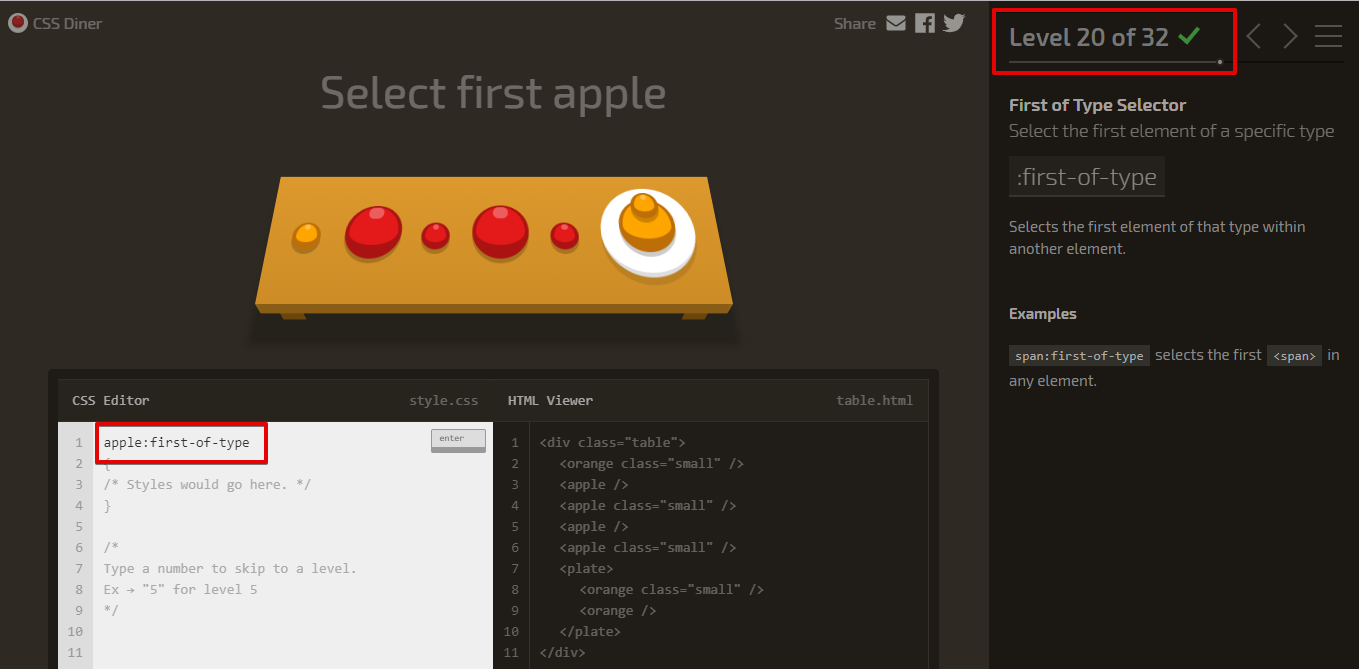 CSS Diner
Share
Select first apple
CSS Editor
style.css
1 apple:first-of-type
enter
2 {
3 /* Styles would go here. */
4 }
5
6 /*
7 Type a number to skip to a level.
8 Ex → "5" for level 5
9 */
10
11
HTML Viewer
table.html
1 <div class="table">
2 <orange class="small" />
3 <apple />
4 <apple class="small" />
5 <apple />
6 <apple class="small" />
7 <plate>
8 <orange class="small" />
9 <orange />
10 </plate>
11 </div>
Level 20 of 32
First of Type Selector
Select the first element of a specific type
:first-of-type
Selects the first element of that type within
another element.
Examples
span:first-of-type selects the first <span> in
any element.